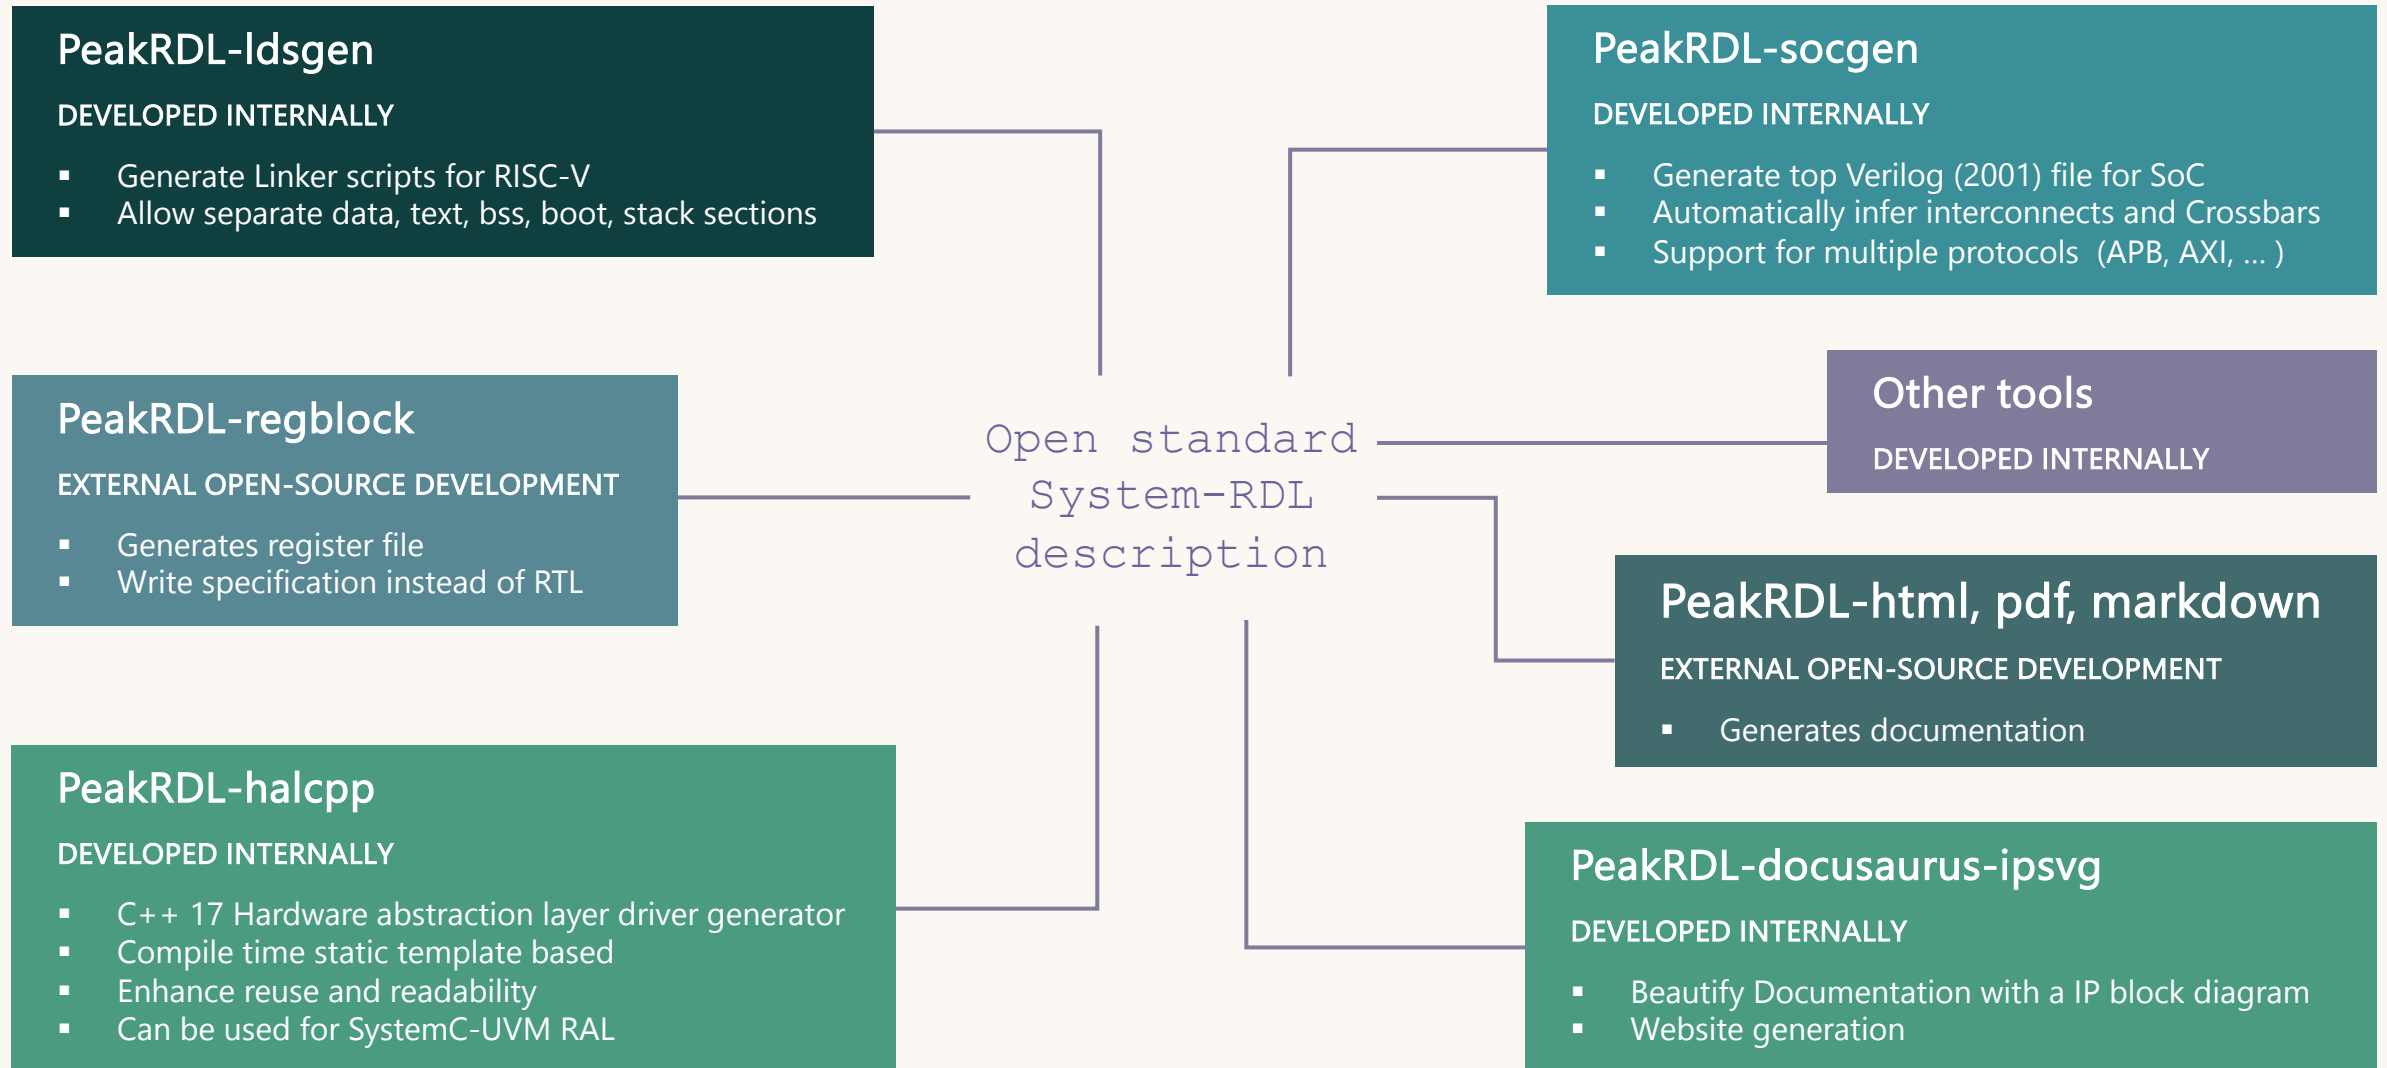 PeakRDL-ldsgen
DEVELOPED INTERNALLY
▪ Generate Linker scripts for RISC-V
▪ Allow separate data, text, bss, boot, stack sections
PeakRDL-regblock
EXTERNAL OPEN-SOURCE DEVELOPMENT
▪ Generates register file
▪ Write specification instead of RTL
PeakRDL-halcpp
DEVELOPED INTERNALLY
▪ C++ 17 Hardware abstraction layer driver generator
▪ Compile time static template based
▪ Enhance reuse and readability
▪ Can be used for SystemC-UVM RAL
Open standard
System-RDL
description
PeakRDL-socgen
DEVELOPED INTERNALLY
▪ Generate top Verilog (2001) file for SoC
▪ Automatically infer interconnects and Crossbars
▪ Support for multiple protocols (APB, AXI, … )
Other tools
DEVELOPED INTERNALLY
PeakRDL-html, pdf, markdown
EXTERNAL OPEN-SOURCE DEVELOPMENT
▪ Generates documentation
PeakRDL-docusaurus-ipsvg
DEVELOPED INTERNALLY
▪ Beautify Documentation with a IP block diagram
▪ Website generation